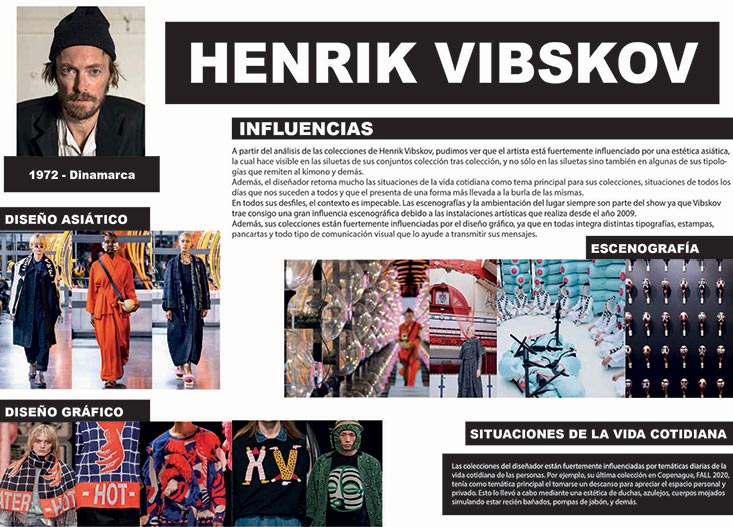 HENRIK VIBSKOV
1972 - Dinamarca
INFLUENCIAS
A partir del análisis de las colecciones de Henrik Vibskov, pudimos ver que el artista está fuertemente influenciado por una estética asiática,
la cual hace visible en las siluetas de sus conjuntos colección tras colección, y no sólo en las siluetas sino también en algunas de sus tipolo-
gías que remiten al kimono y demás.
Además, el diseñador retoma mucho las situaciones de la vida cotidiana como tema principal para sus colecciones, situaciones de todos los
días que nos suceden a todos y que el presenta de una forma más llevada a la burla de las mismas.
En todos sus desfiles, el contexto es impecable. Las escenografías y la ambientación del lugar siempre son parte del show ya que Vibskov
trae consigo una gran influencia escenográfica debido a las instalaciones artísticas que realiza desde el año 2009.
Además, sus colecciones están fuertemente influenciadas por el diseño gráfico, ya que en todas integra distintas tipografías, estampas,
pancartas y todo tipo de comunicación visual que lo ayude a transmitir sus mensajes.
DISEÑO ASIÁTICO
ESCENOGRAFÍA
DISEÑO GRÁFICO
ATER
- HOT -
- HOT -
H V
SITUACIONES DE LA VIDA COTIDIANA
Las colecciones del diseñador están fuertemente influenciadas por temáticas diarias de la
vida cotidiana de las personas. Por ejemplo, su última colección en Copenague, FALL 2020,
tenía como temática principal el tomarse un descanso para apreciar el espacio personal y
privado. Esto lo llevó a cabo mediante una estética de duchas, azulejos, cuerpos mojados
simulando estar recién bañados, pompas de jabón, y demás.